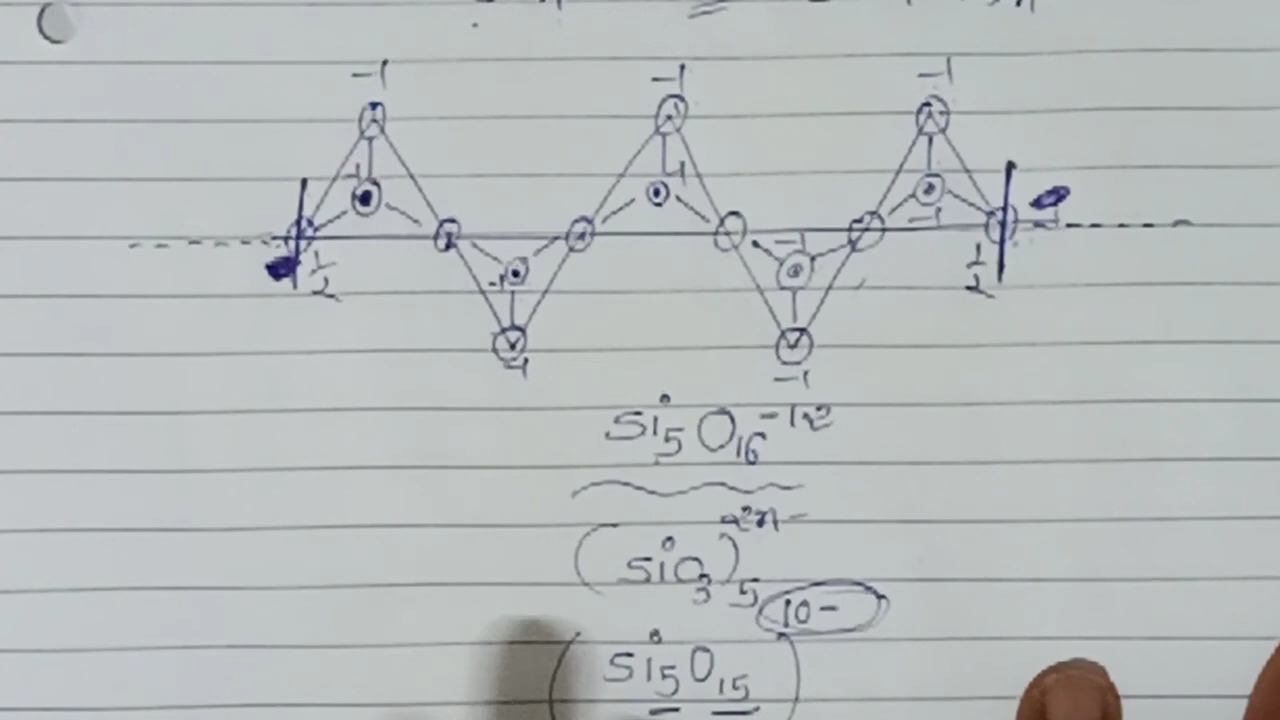 -1 -1 -1
-1 -1
-1 -1 -1
1/2 1/2
-1 -1
Si5O16-12
(SiO3)5 2n-
(Si5O15) 10-